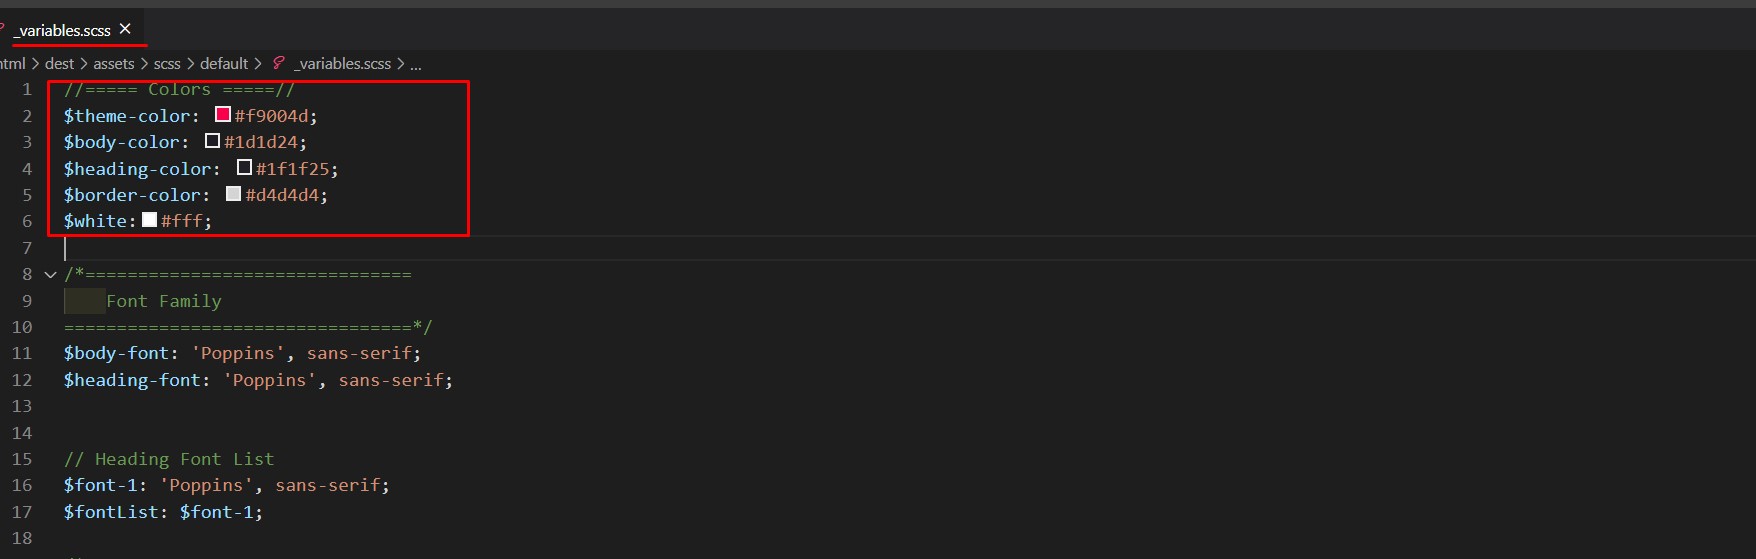 _variables.scss ×
html > dest > assets > scss > default > _variables.scss > ...
1 //===== Colors =====//
2 $theme-color: #f9004d;
3 $body-color: #1d1d24;
4 $heading-color: #1f1f25;
5 $border-color: #d4d4d4;
6 $white: #fff;
7
8 /*===============================
9 Font Family
10 =================================*/
11 $body-font: 'Poppins', sans-serif;
12 $heading-font: 'Poppins', sans-serif;
13
14
15 // Heading Font List
16 $font-1: 'Poppins', sans-serif;
17 $fontList: $font-1;
18